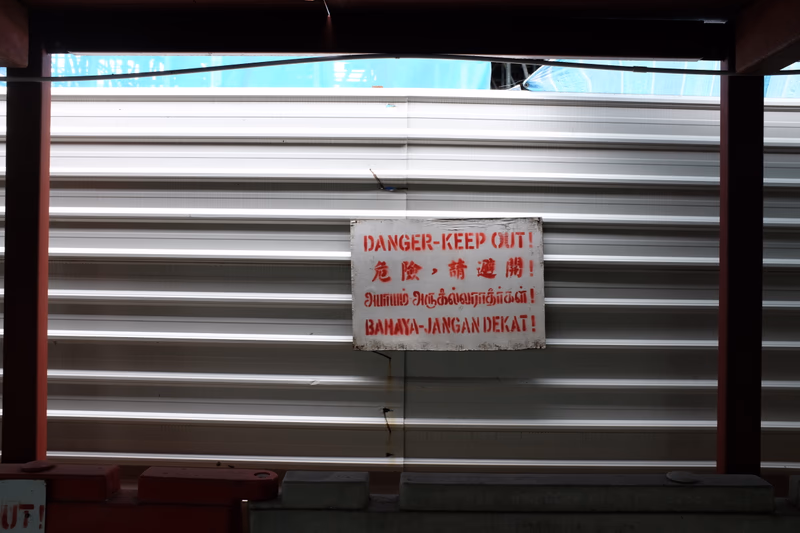 DANGER-KEEP OUT!
危險，請避開！
அபாயம் அருகில்வராதீர்கள்!
BAHAYA-JANGAN DEKAT!
UT!